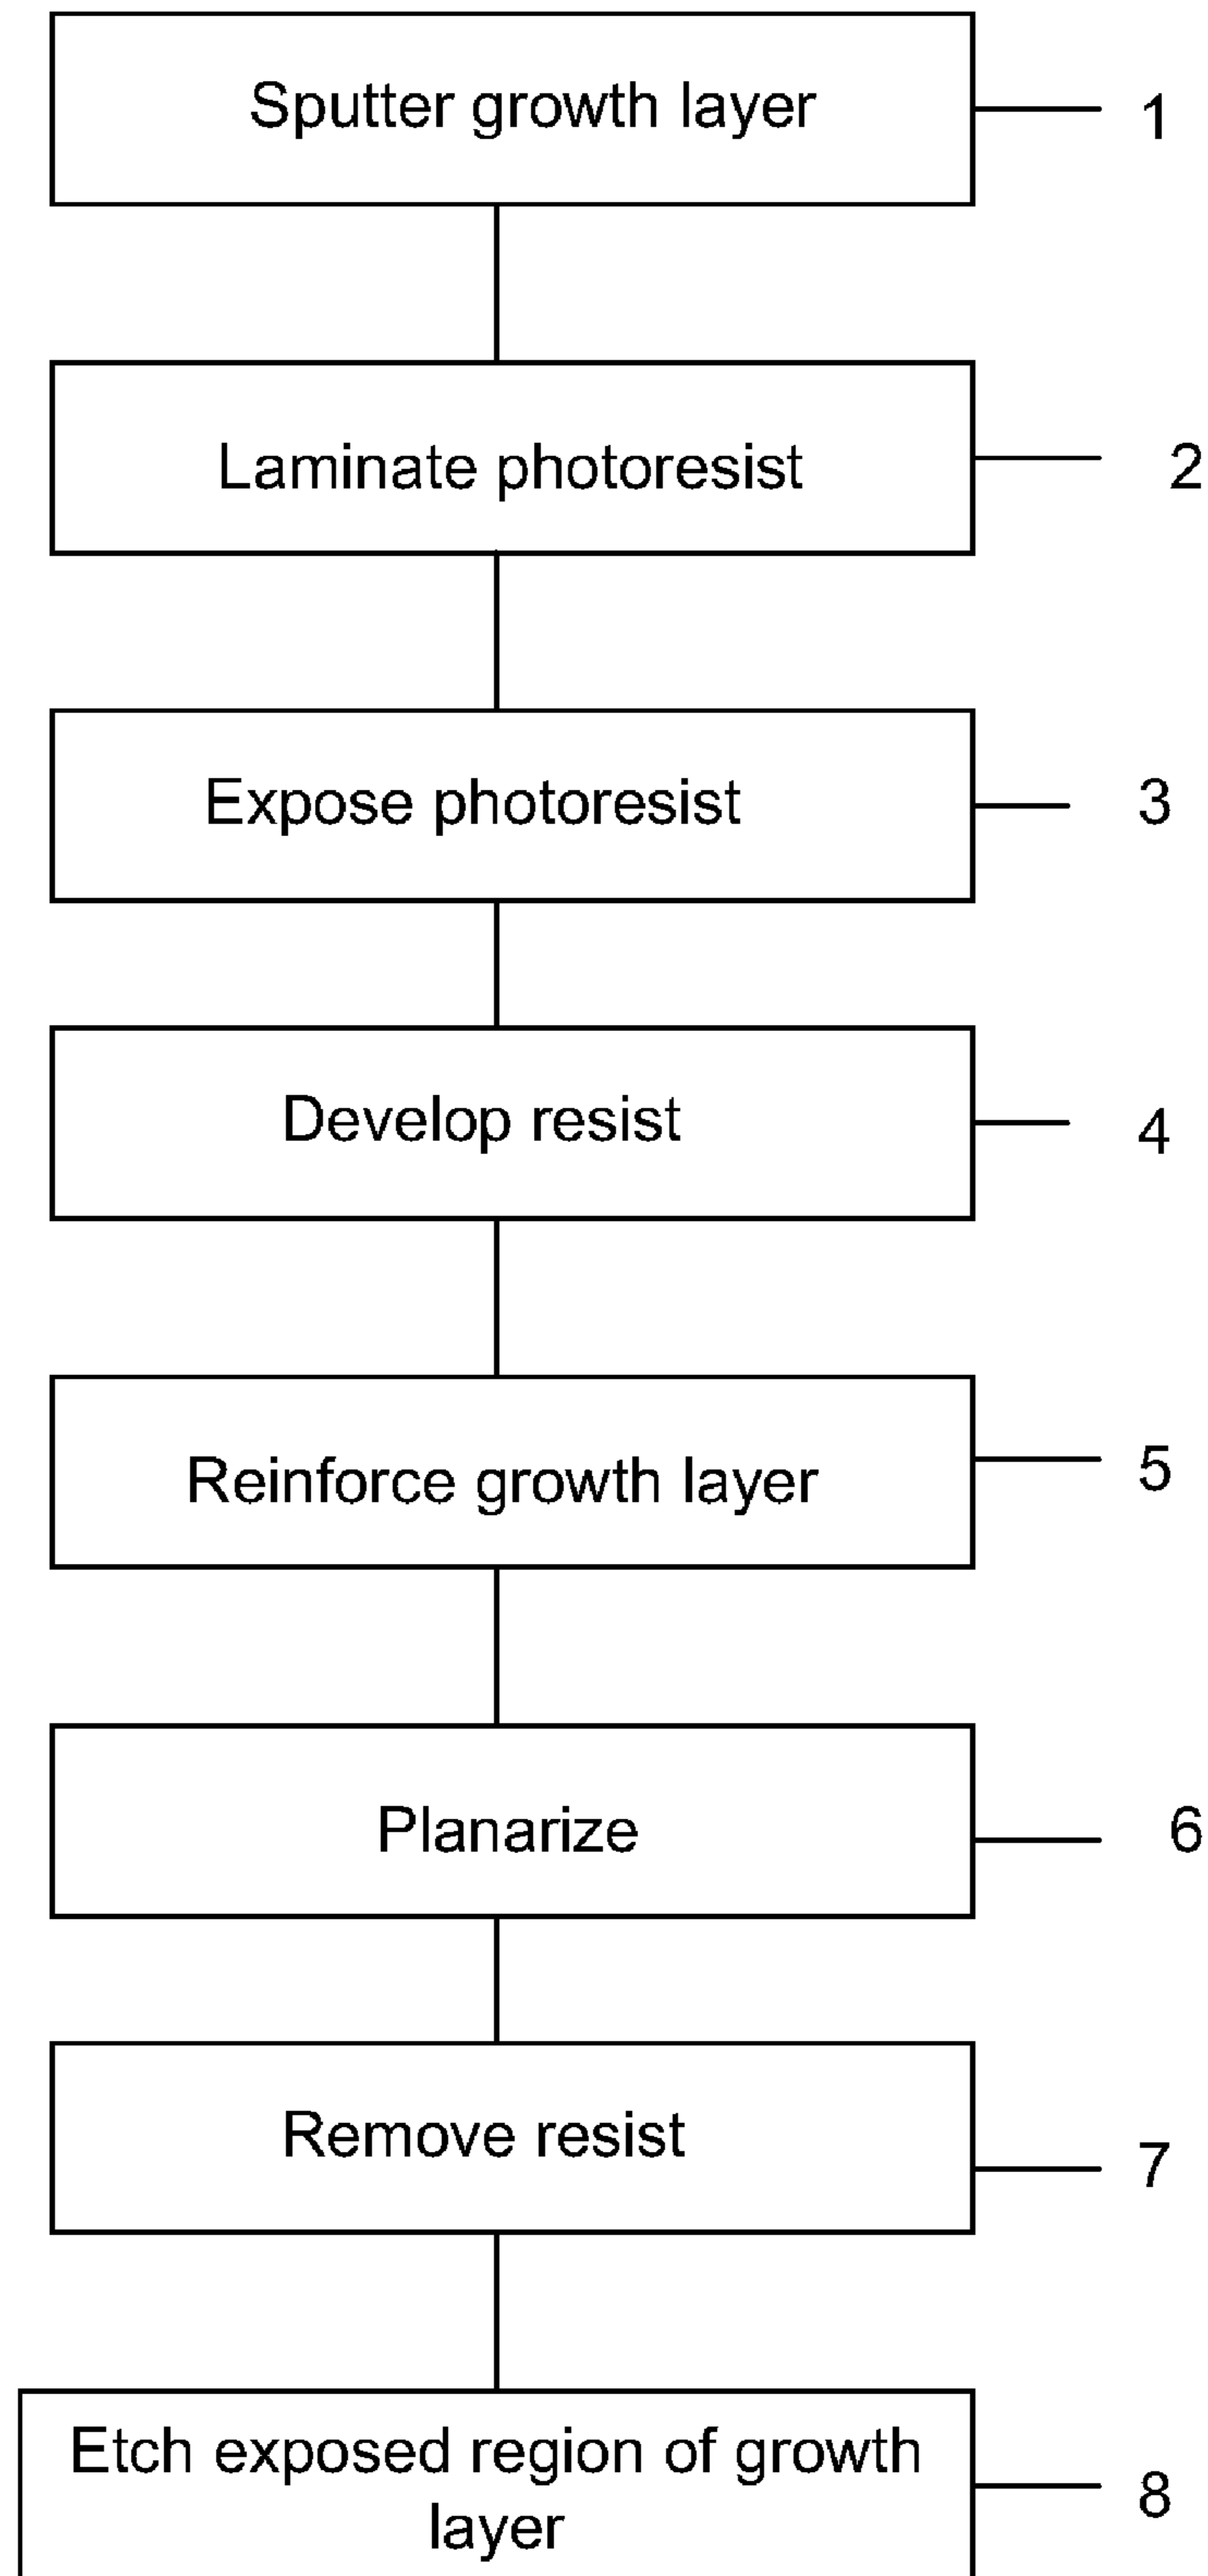 Sputter growth layer
1
Laminate photoresist
2
Expose photoresist
3
Develop resist
4
Reinforce growth layer
5
Planarize
6
Remove resist
7
Etch exposed region of growth
layer
8